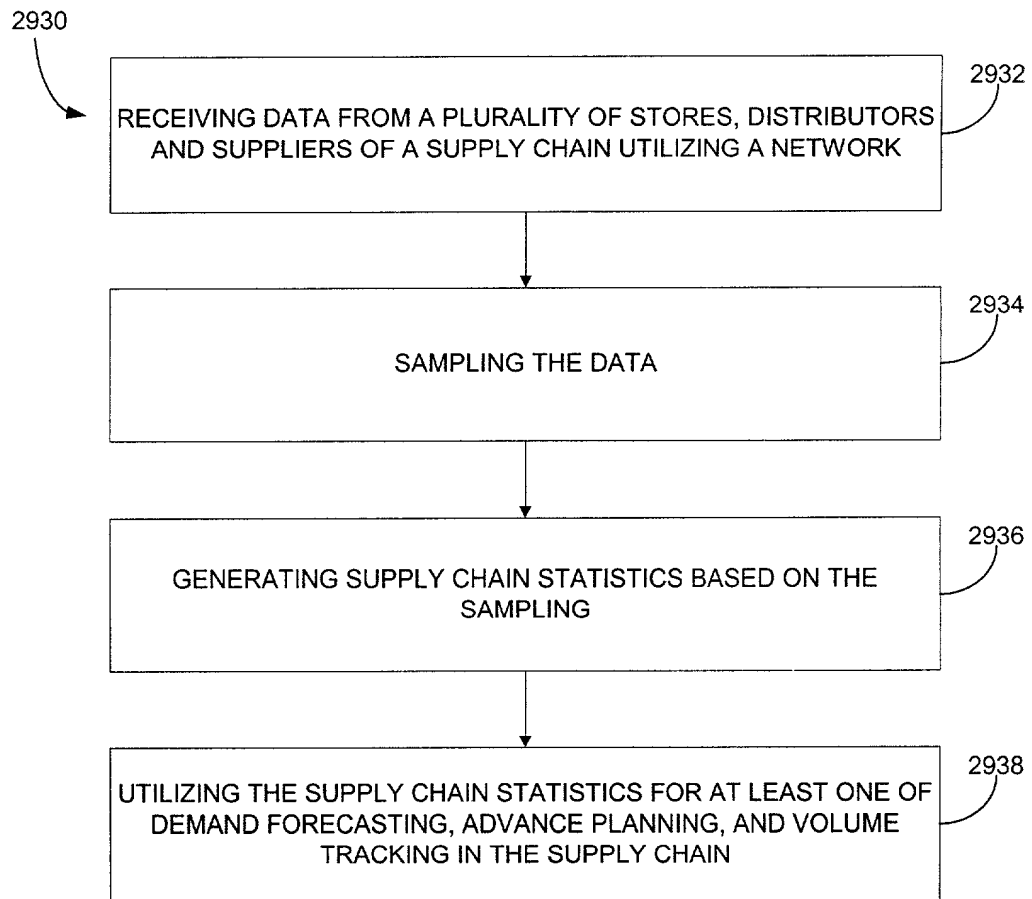 2930
2932
RECEIVING DATA FROM A PLURALITY OF STORES, DISTRIBUTORS
AND SUPPLIERS OF A SUPPLY CHAIN UTILIZING A NETWORK
2934
SAMPLING THE DATA
2936
GENERATING SUPPLY CHAIN STATISTICS BASED ON THE
SAMPLING
2938
UTILIZING THE SUPPLY CHAIN STATISTICS FOR AT LEAST ONE OF
DEMAND FORECASTING, ADVANCE PLANNING, AND VOLUME
TRACKING IN THE SUPPLY CHAIN